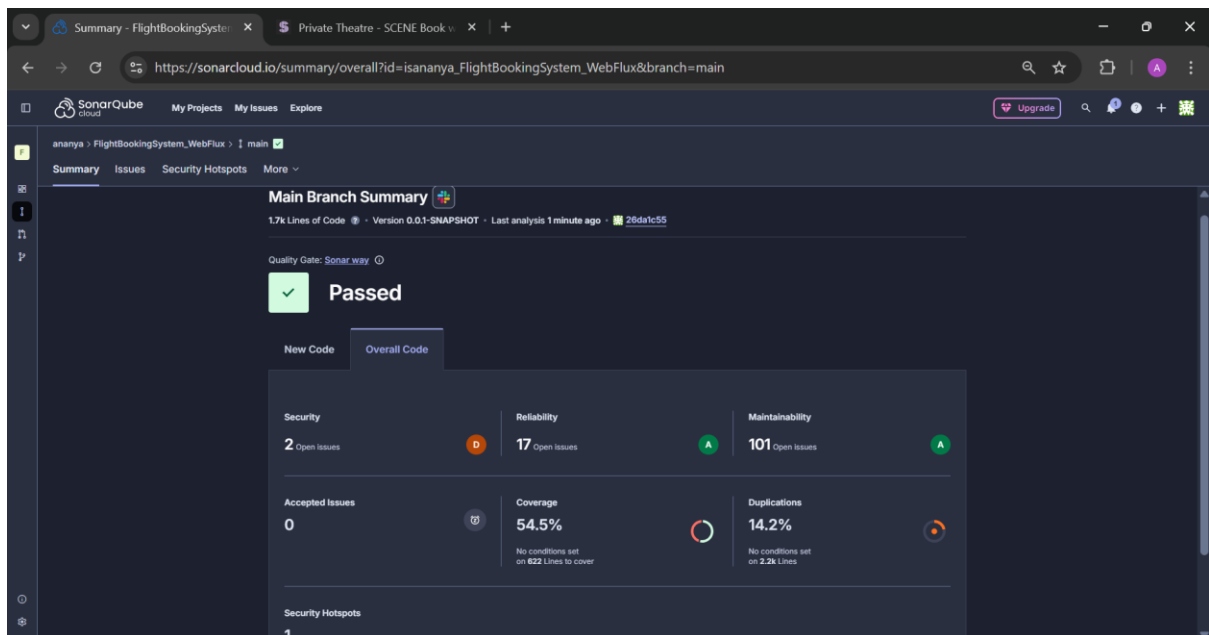 Summary - FlightBookingSyster
Private Theatre - SCENE Book w
https://sonarcloud.io/summary/overall?id=isananya_FlightBookingSystem_WebFlux&branch=main
A
SonarQube
cloud
My Projects My Issues Explore
Upgrade
F
ananya > FlightBookingSystem_WebFlux > main
Summary Issues Security Hotspots More
Main Branch Summary
1.7k Lines of Code • Version 0.0.1-SNAPSHOT • Last analysis 1 minute ago • 26da1c55
Quality Gate: Sonar way
Passed
New Code Overall Code
Security Reliability Maintainability
2 Open issues D 17 Open issues A 101 Open issues A
Accepted Issues Coverage Duplications
0 54.5% 14.2%
No conditions set No conditions set
on 622 Lines to cover on 2.2k Lines
Security Hotspots
1